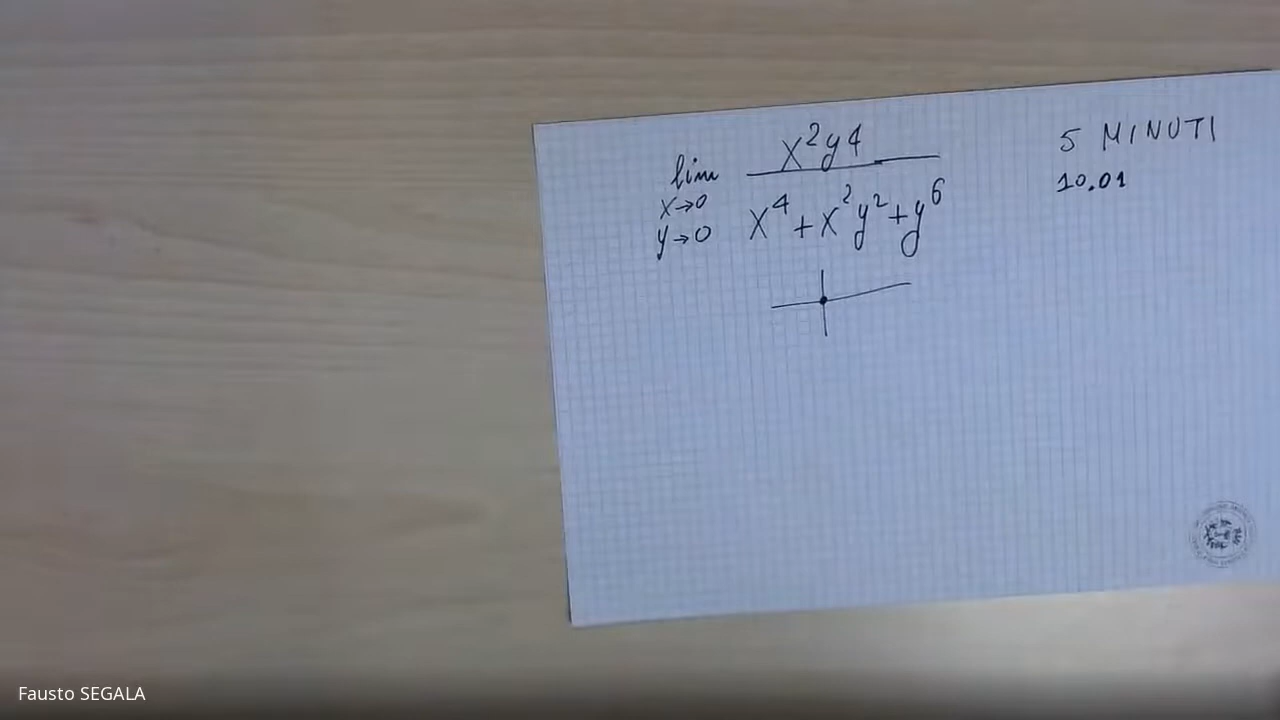 lim x²y⁴ 5 MINUTI
x→0 x⁴+x²y²+y⁶ 10.01
y→0
Fausto SEGALA